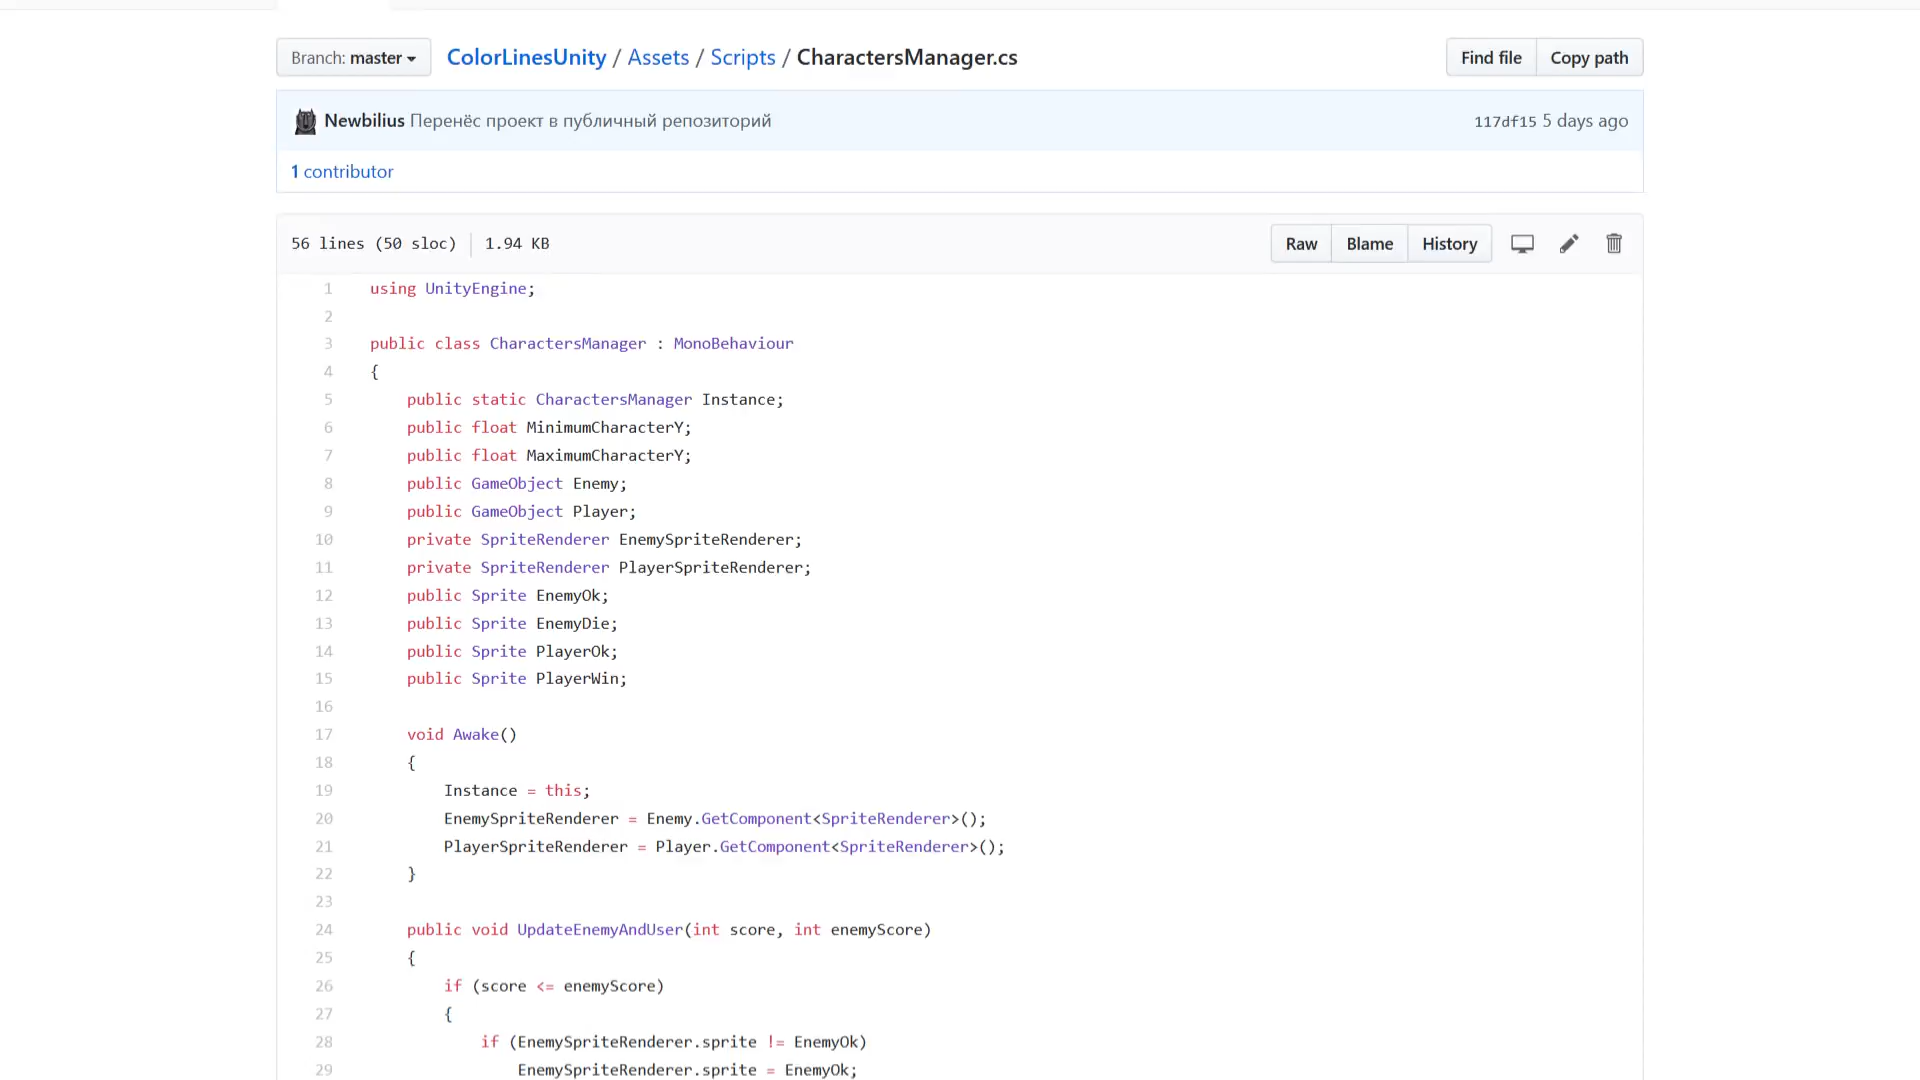 Branch: master
ColorLinesUnity / Assets / Scripts / CharactersManager.cs
Find file
Copy path
Newbilius Перенёс проект в публичный репозиторий
117df15 5 days ago
1 contributor
56 lines (50 sloc) | 1.94 KB
Raw
Blame
History
1 using UnityEngine;
2
3 public class CharactersManager : MonoBehaviour
4 {
5 public static CharactersManager Instance;
6 public float MinimumCharacterY;
7 public float MaximumCharacterY;
8 public GameObject Enemy;
9 public GameObject Player;
10 private SpriteRenderer EnemySpriteRenderer;
11 private SpriteRenderer PlayerSpriteRenderer;
12 public Sprite EnemyOk;
13 public Sprite EnemyDie;
14 public Sprite PlayerOk;
15 public Sprite PlayerWin;
16
17 void Awake()
18 {
19 Instance = this;
20 EnemySpriteRenderer = Enemy.GetComponent<SpriteRenderer>();
21 PlayerSpriteRenderer = Player.GetComponent<SpriteRenderer>();
22 }
23
24 public void UpdateEnemyAndUser(int score, int enemyScore)
25 {
26 if (score <= enemyScore)
27 {
28 if (EnemySpriteRenderer.sprite != EnemyOk)
29 EnemySpriteRenderer.sprite = EnemyOk;